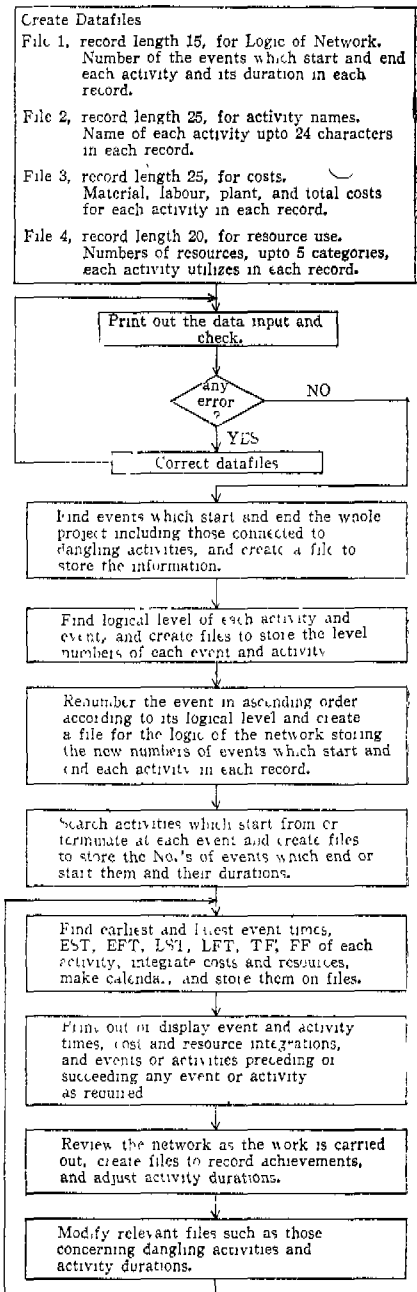 Create Datafiles
File 1, record length 15, for Logic of Network.
Number of the events which start and end
each activity and its duration in each
record.
File 2, record length 25, for activity names.
Name of each activity upto 24 characters
in each record.
File 3, record length 25, for costs.
Material, labour, plant, and total costs
for each activity in each record.
File 4, record length 20, for resource use.
Numbers of resources, upto 5 categories,
each activity utilizes in each record.
Print out the data input and
check.
any
error
?
NO
YES
Correct datafiles
Find events which start and end the whole
project including those connected to
dangling activities, and create a file to
store the information.
Find logical level of each activity and
event, and create files to store the level
numbers of each event and activity
Renumber the event in ascending order
according to its logical level and create
a file for the logic of the network storing
the new numbers of events which start and
end each activity in each record.
Search activities which start from or
terminate at each event and create files
to store the No.'s of events which end or
start them and their durations.
Find earliest and latest event times,
EST, EFT, LST, LFT, TF, FF of each
activity, integrate costs and resources,
make calendar, and store them on files.
Print out or display event and activity
times, cost and resource integrations,
and events or activities preceding or
succeeding any event or activity
as required
Review the network as the work is carried
out, create files to record achievements,
and adjust activity durations.
Modify relevant files such as those
concerning dangling activities and
activity durations.